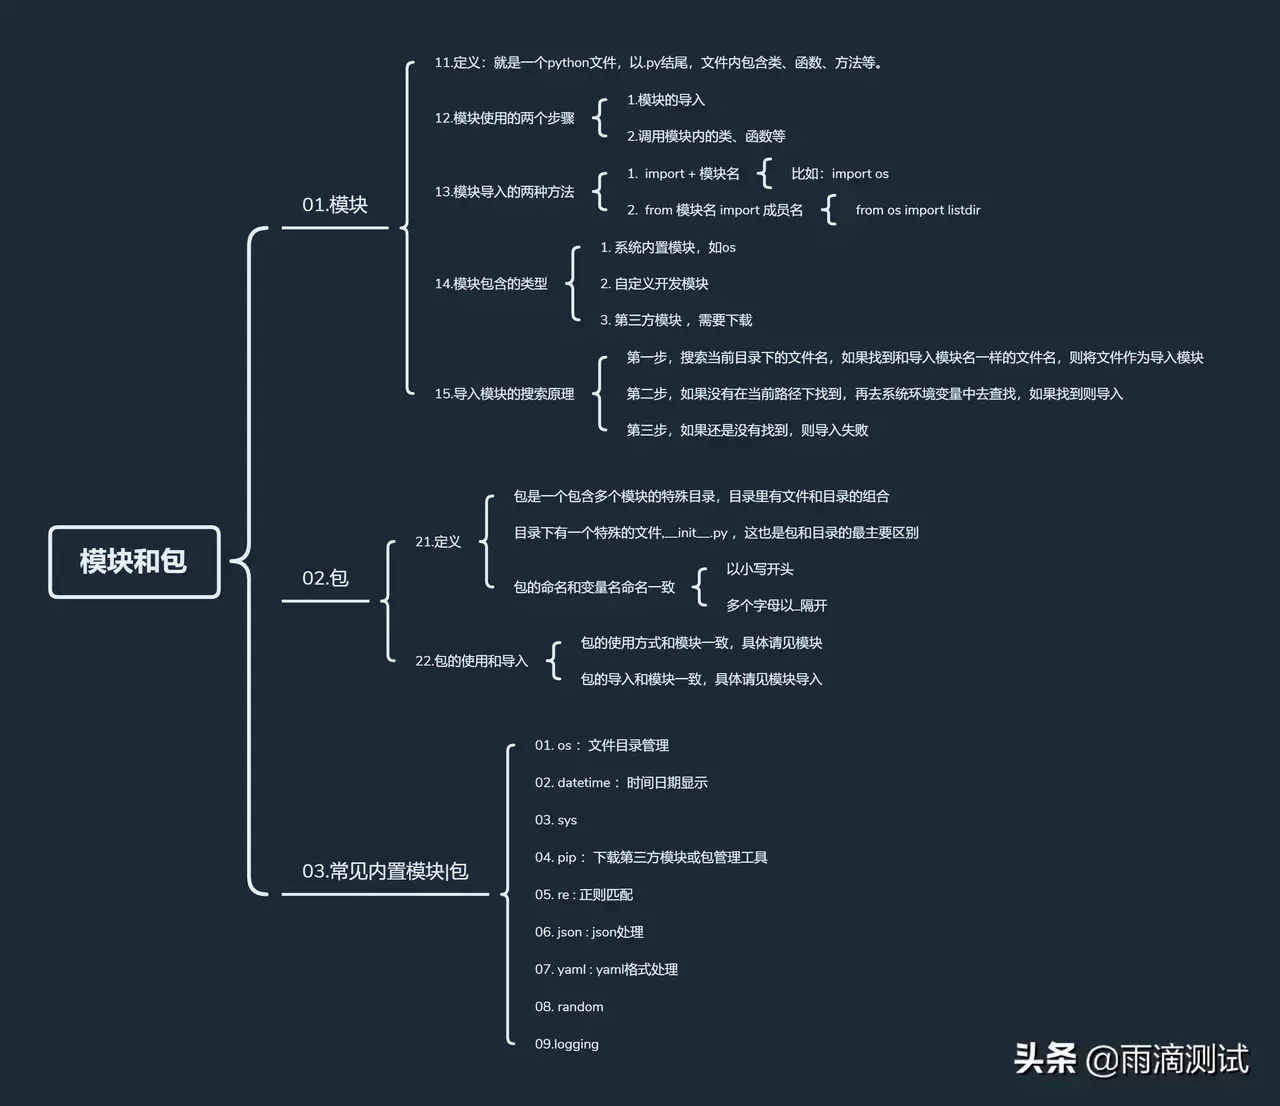 模块和包
01.模块
11.定义：就是一个python文件，以.py结尾，文件内包含类、函数、方法等。
12.模块使用的两个步骤
1.模块的导入
2.调用模块内的类、函数等
13.模块导入的两种方法
1. import + 模块名
比如：import os
2. from 模块名 import 成员名
from os import listdir
14.模块包含的类型
1. 系统内置模块，如os
2. 自定义开发模块
3. 第三方模块 ，需要下载
15.导入模块的搜索原理
第一步，搜索当前目录下的文件名，如果找到和导入模块名一样的文件名，则将文件作为导入模块
第二步，如果没有在当前路径下找到，再去系统环境变量中去查找，如果找到则导入
第三步，如果还是没有找到，则导入失败
02.包
21.定义
包是一个包含多个模块的特殊目录，目录里有文件和目录的组合
目录下有一个特殊的文件,__init__.py ，这也是包和目录的最主要区别
包的命名和变量名命名一致
以小写开头
多个字母以_隔开
22.包的使用和导入
包的使用方式和模块一致，具体请见模块
包的导入和模块一致，具体请见模块导入
03.常见内置模块|包
01. os ：文件目录管理
02. datetime ：时间日期显示
03. sys
04. pip ：下载第三方模块或包管理工具
05. re : 正则匹配
06. json : json处理
07. yaml : yaml格式处理
08. random
09.logging
头条 @雨滴测试